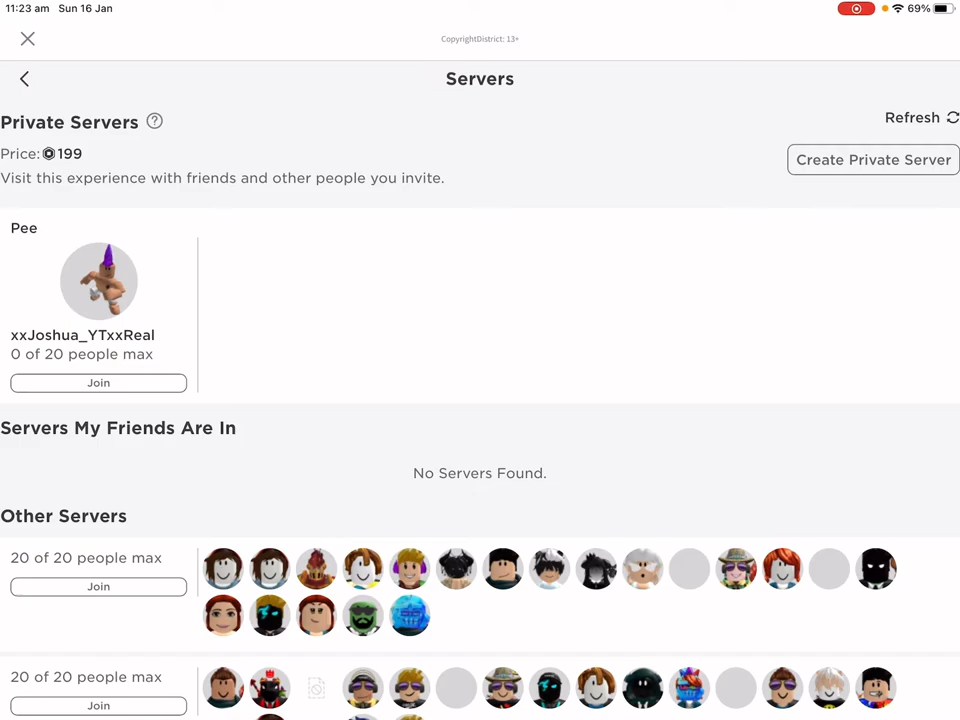 11:23 am Sun 16 Jan 69%
CopyrightDistrict: 13+
Servers
Private Servers
Refresh
Price: 199
Create Private Server
Visit this experience with friends and other people you invite.
Pee
xxJoshua_YTxxReal
0 of 20 people max
Join
Servers My Friends Are In
No Servers Found.
Other Servers
20 of 20 people max
Join
20 of 20 people max
Join